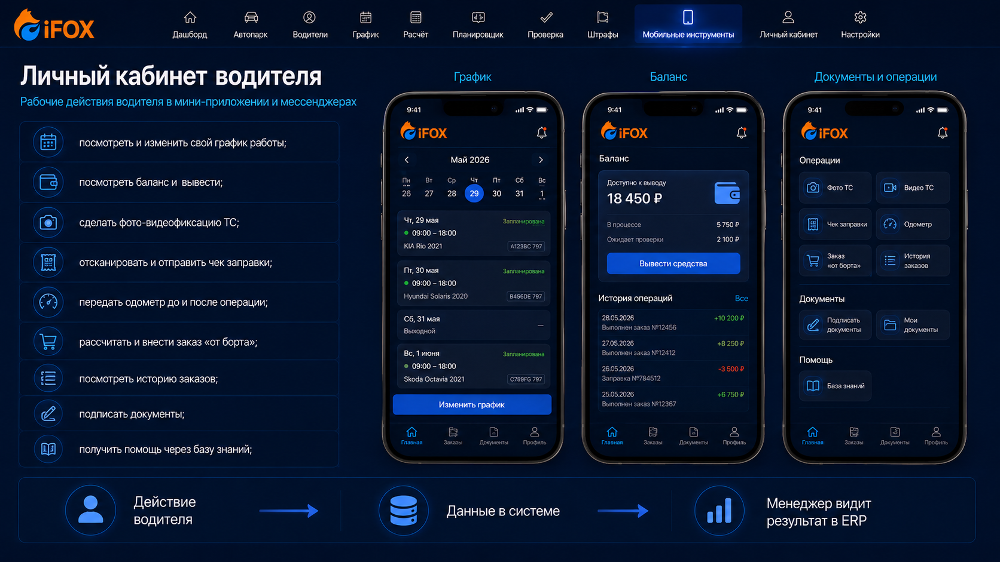 iFOX
Дашборд
Автопарк
Водители
График
Расчёт
Планировщик
Проверка
Штрафы
Мобильные инструменты
Личный кабинет
Настройки
Личный кабинет водителя
Рабочие действия водителя в мини-приложении и мессенджерах
посмотреть и изменить свой график работы;
посмотреть баланс и вывести;
сделать фото-видеофиксацию ТС;
отсканировать и отправить чек заправки;
передать одометр до и после операции;
рассчитать и внести заказ «от борта»;
посмотреть историю заказов;
подписать документы;
получить помощь через базу знаний;
График
9:41
iFOX
Май 2026
Пн Вт Ср Чт Пт Сб Вс
26 27 28 29 30 31 1
Чт, 29 мая Запланирована
09:00 – 18:00
KIA Rio 2021 A123BC 797
Пт, 30 мая Запланирована
09:00 – 18:00
Hyundai Solaris 2020 B456DE 797
Сб, 31 мая —
Выходной
Вс, 1 июня Запланирована
09:00 – 18:00
Skoda Octavia 2021 C789FG 797
Изменить график
Главная Заказы Документы Профиль
Баланс
9:41
iFOX
Баланс
Доступно к выводу
18 450 ₽
В процессе 5 750 ₽
Ожидает проверки 2 100 ₽
Вывести средства
История операций Все
28.05.2026 +10 200 ₽
Выполнен заказ №12456
27.05.2026 +8 250 ₽
Выполнен заказ №12412
26.05.2026 -3 500 ₽
Заправка №784512
25.05.2026 +6 750 ₽
Выполнен заказ №12367
Главная Заказы Документы Профиль
Документы и операции
9:41
iFOX
Операции
Фото ТС Видео ТС
Чек заправки Одометр
Заказ
«от борта»
История
заказов
Документы
Подписать
документы
Мои
документы
Помощь
База знаний
Главная Заказы Документы Профиль
Действие
водителя
Данные в системе
Менеджер видит
результат в ERP